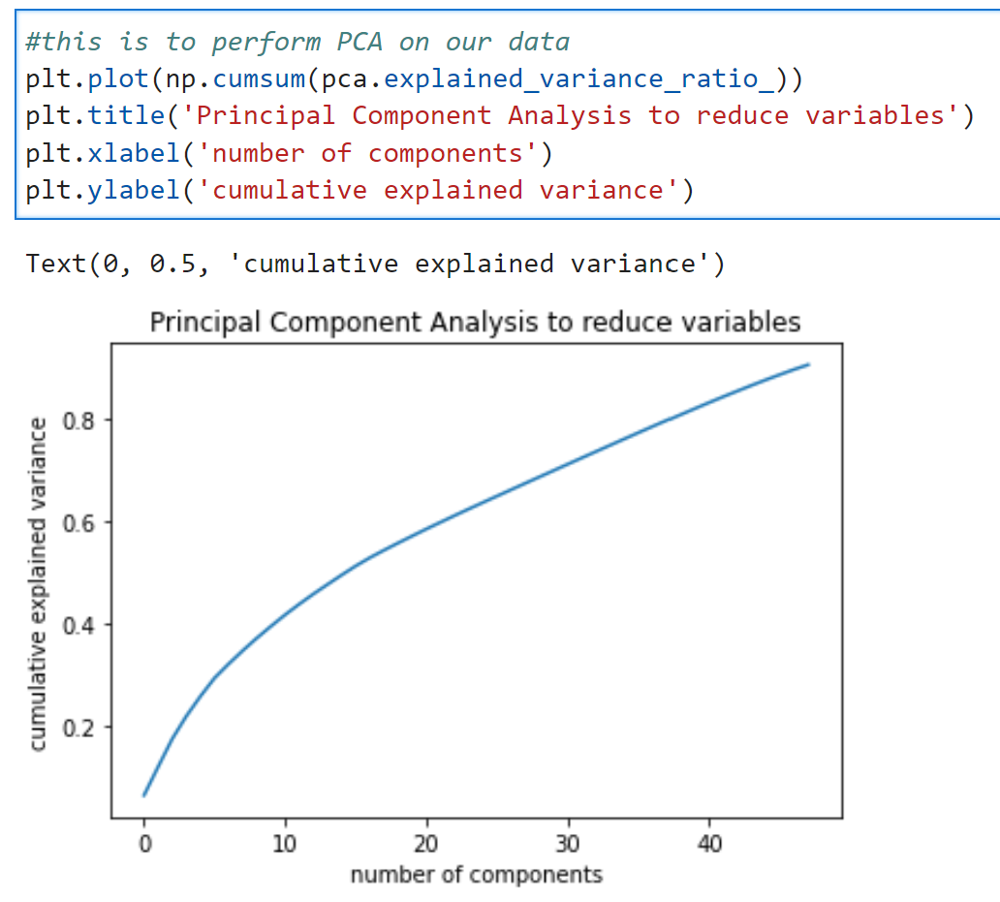 #this is to perform PCA on our data
plt.plot(np.cumsum(pca.explained_variance_ratio_))
plt.title('Principal Component Analysis to reduce variables')
plt.xlabel('number of components')
plt.ylabel('cumulative explained variance')
Text(0, 0.5, 'cumulative explained variance')
Principal Component Analysis to reduce variables
cumulative explained variance
0.8
0.6
0.4
0.2
0 10 20 30 40
number of components